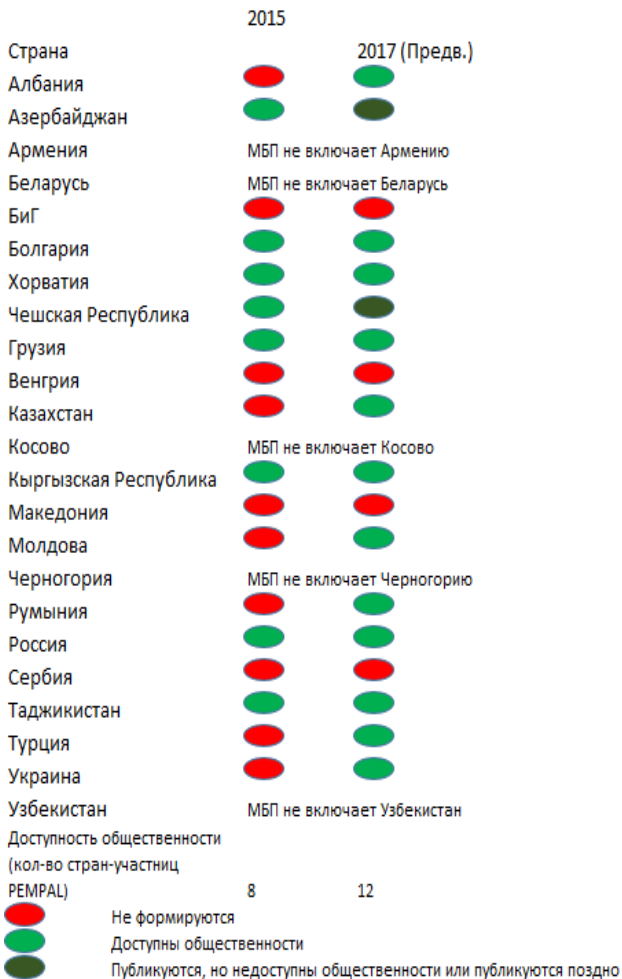 2015
Страна 2017 (Предв.)
Албания
Азербайджан
Армения МБП не включает Армению
Беларусь МБП не включает Беларусь
БиГ
Болгария
Хорватия
Чешская Республика
Грузия
Венгрия
Казахстан
Косово МБП не включает Косово
Кыргызская Республика
Македония
Молдова
Черногория МБП не включает Черногорию
Румыния
Россия
Сербия
Таджикистан
Турция
Украина
Узбекистан МБП не включает Узбекистан
Доступность общественности
(кол-во стран-участниц
PEMPAL) 8 12
Не формируются
Доступны общественности
Публикуются, но недоступны общественности или публикуются поздно